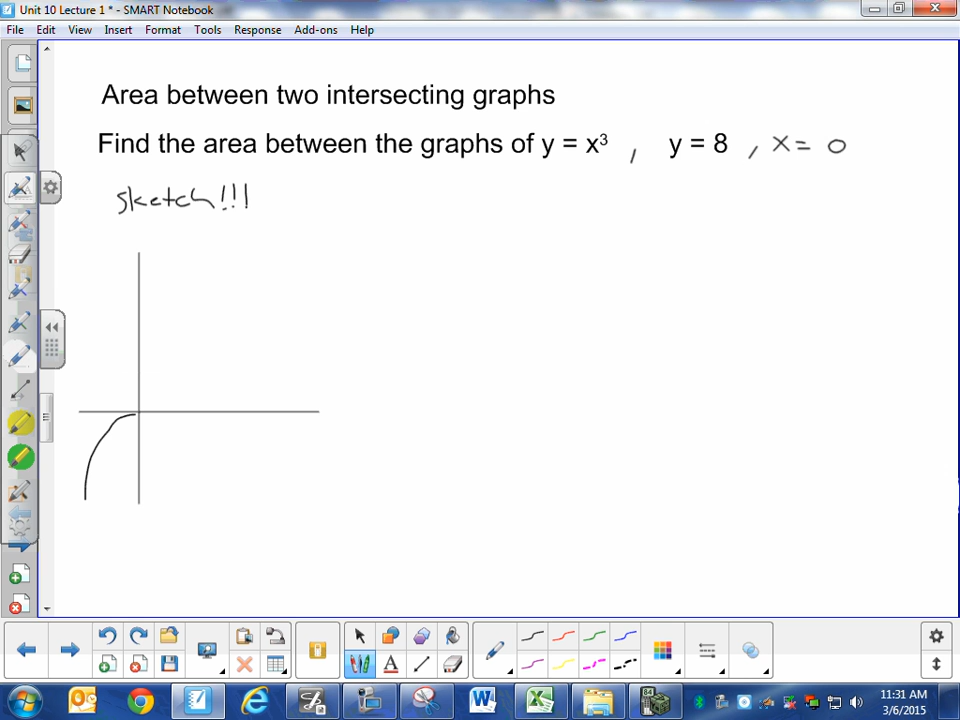 Unit 10 Lecture 1 * - SMART Notebook
File Edit View Insert Format Tools Response Add-ons Help
Area between two intersecting graphs
Find the area between the graphs of y = x³ , y = 8 , x = 0
sketch!!!
11:31 AM
3/6/2015